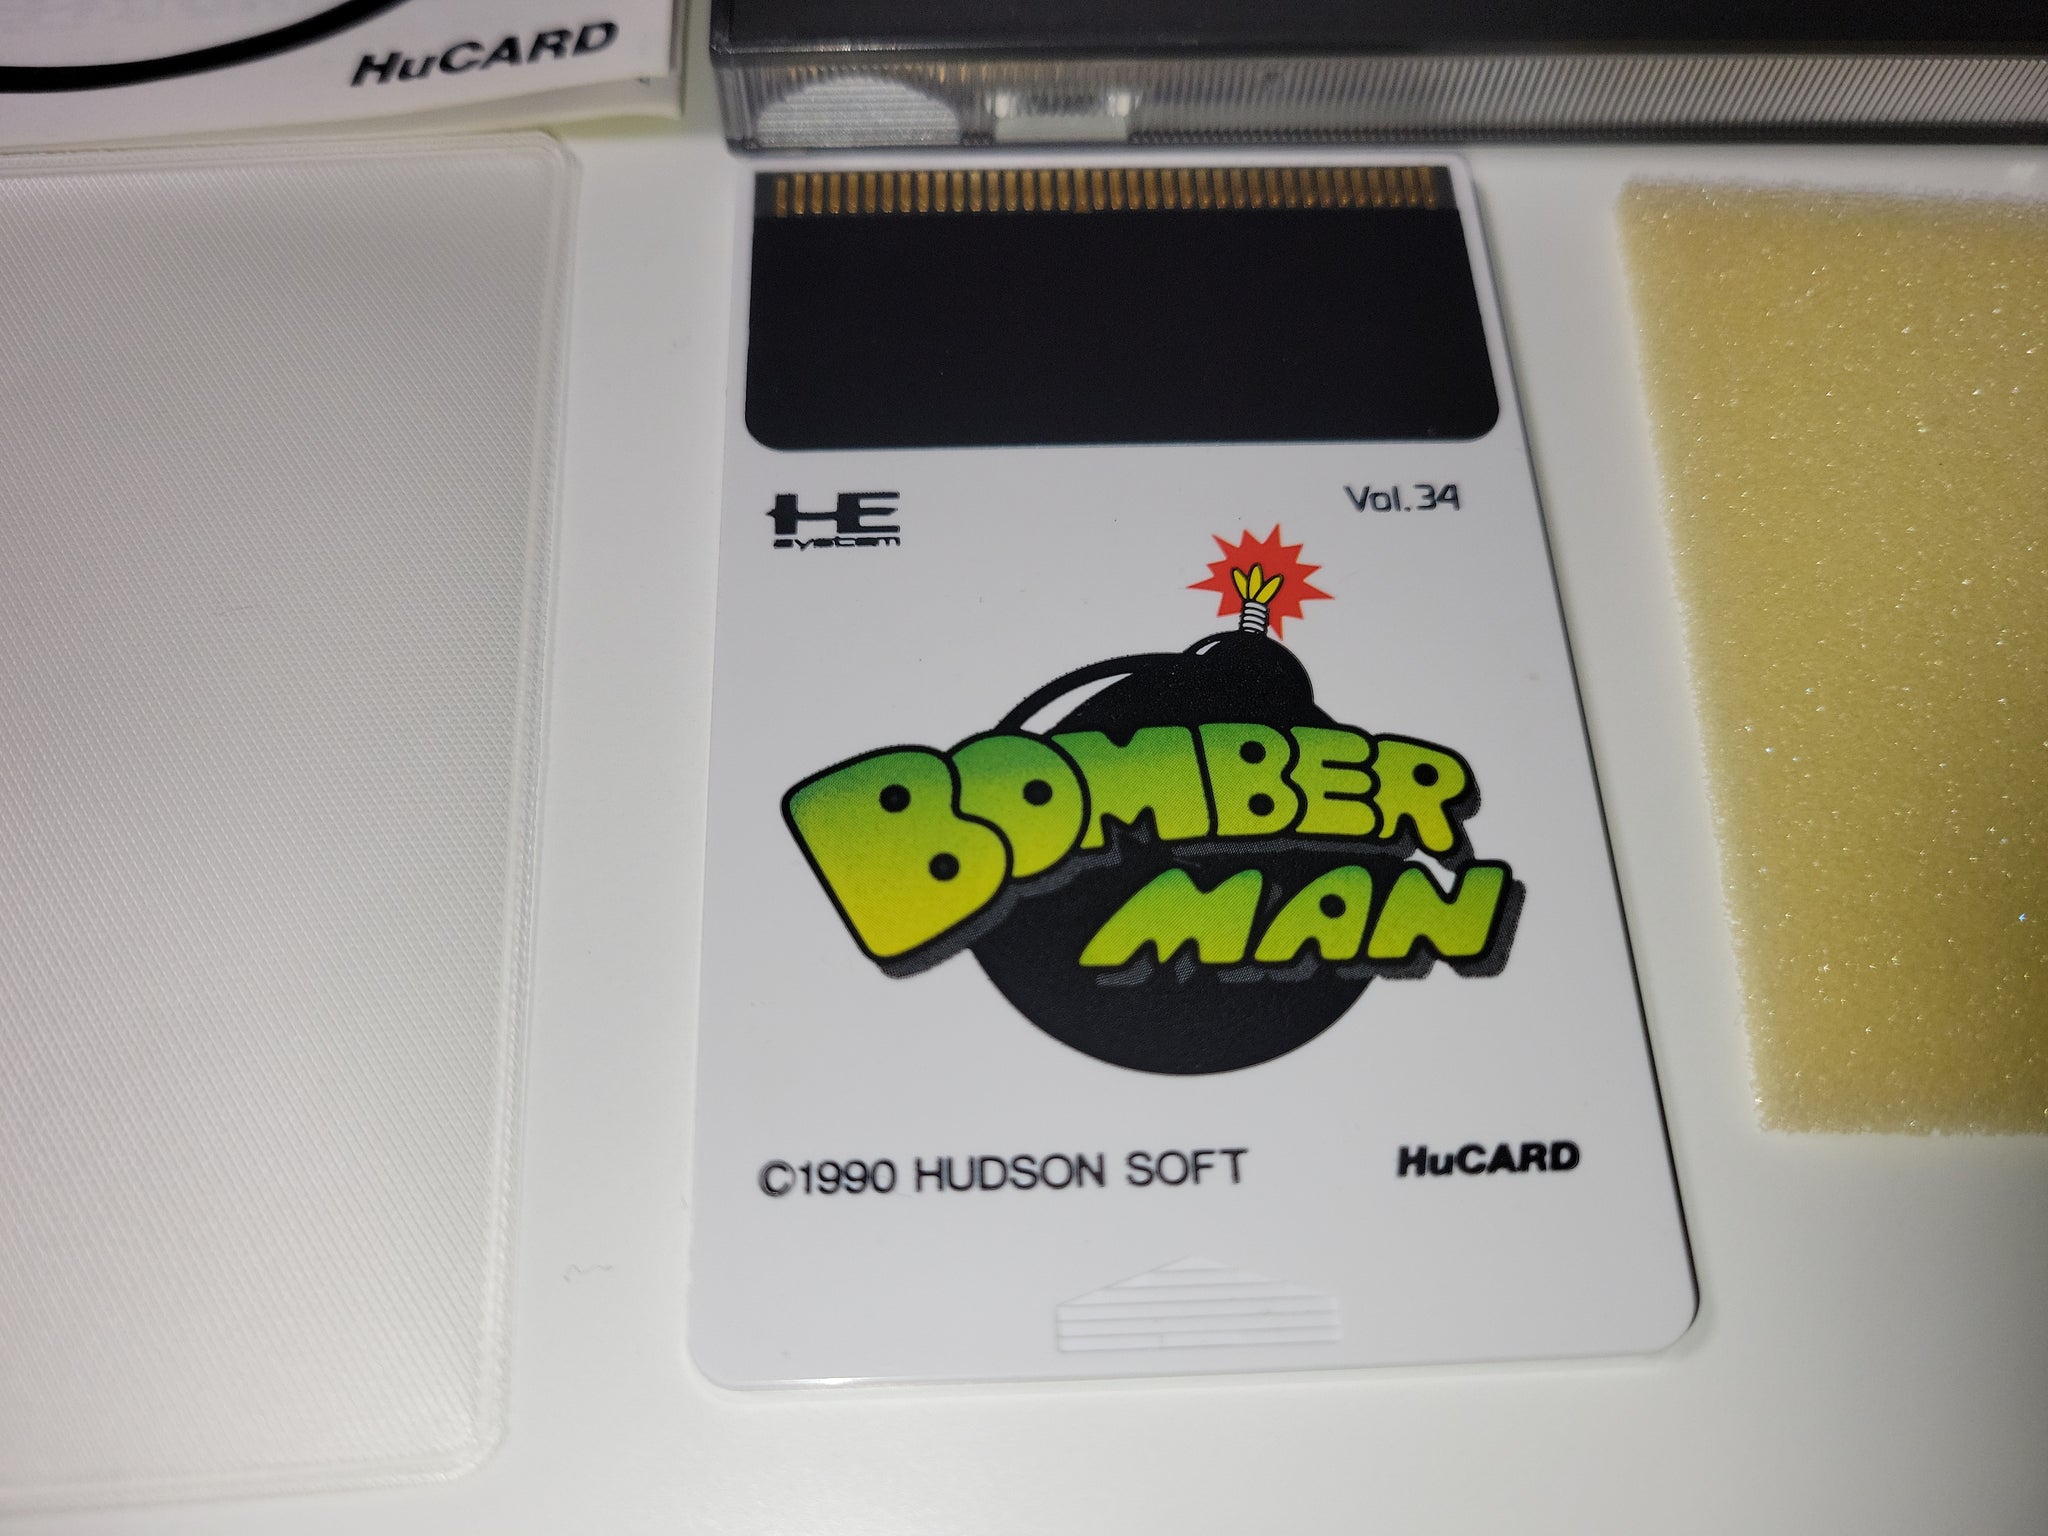 HuCARD
HE
system
Vol.34
BOMBER
MAN
©1990 HUDSON SOFT
HuCARD